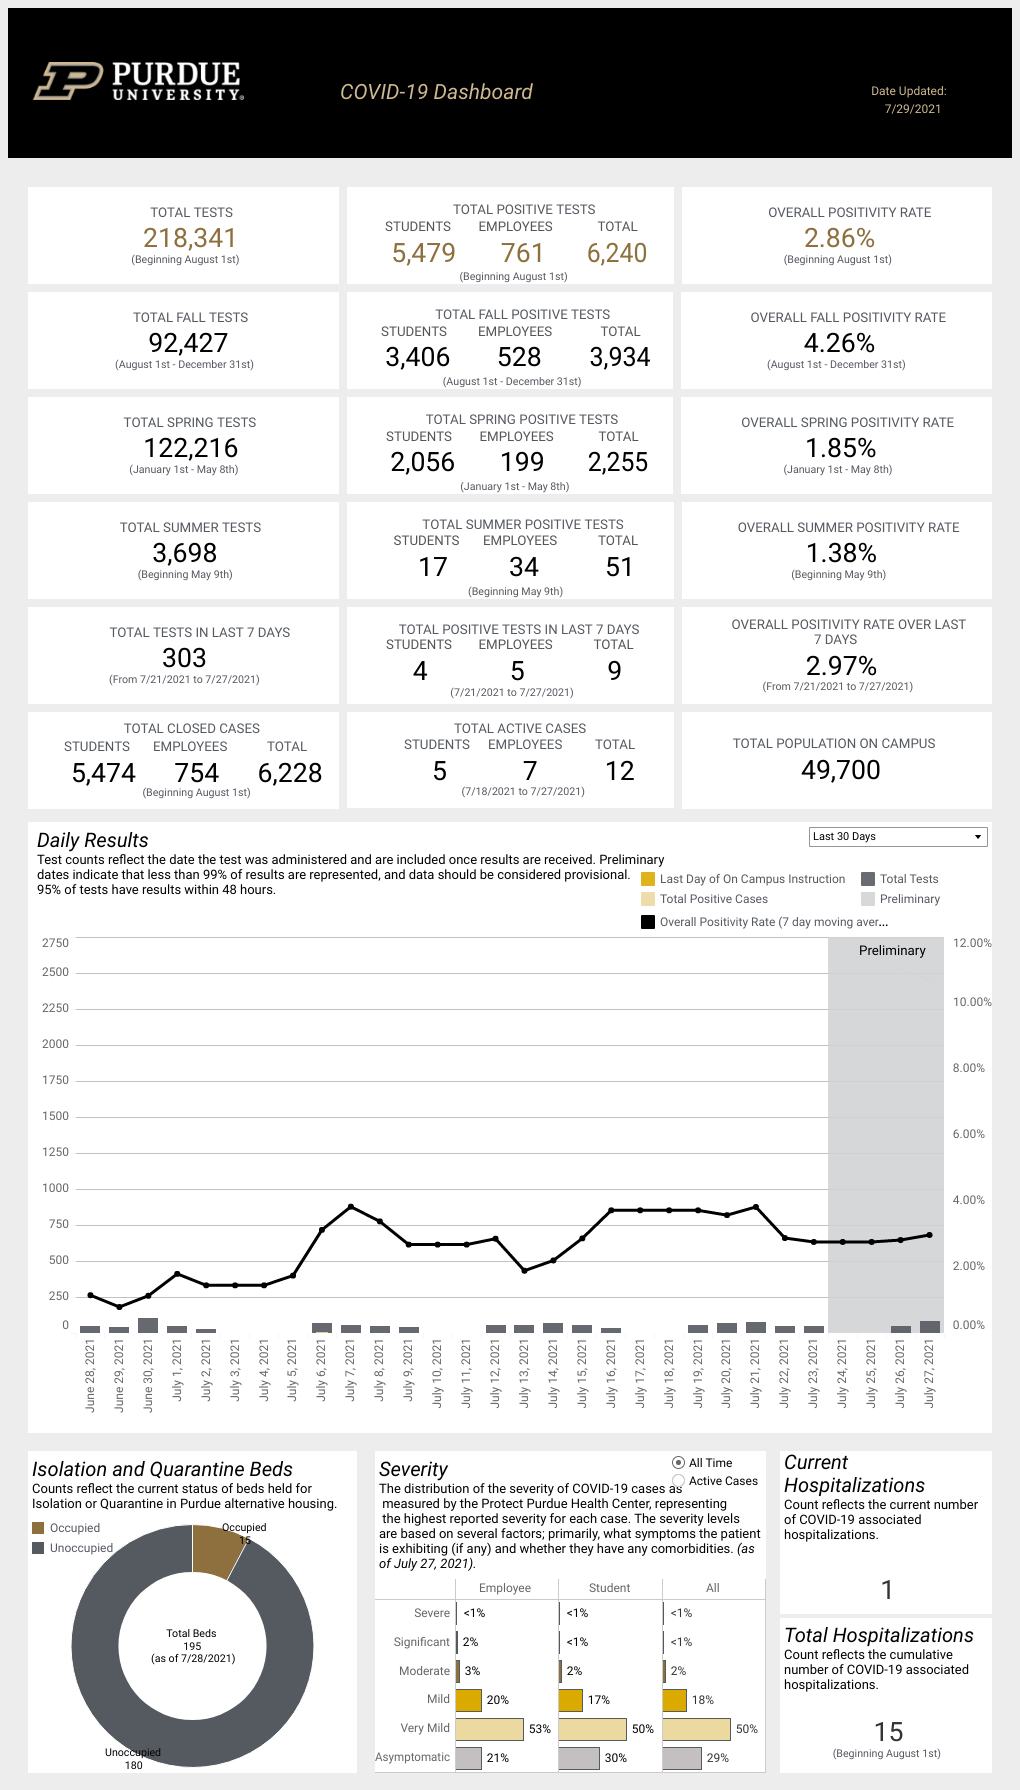 PURDUE
UNIVERSITY®
COVID-19 Dashboard
Date Updated:
7/29/2021
TOTAL TESTS
218,341
(Beginning August 1st)
TOTAL POSITIVE TESTS
STUDENTS EMPLOYEES TOTAL
5,479 761 6,240
(Beginning August 1st)
OVERALL POSITIVITY RATE
2.86%
(Beginning August 1st)
TOTAL FALL TESTS
92,427
(August 1st - December 31st)
TOTAL FALL POSITIVE TESTS
STUDENTS EMPLOYEES TOTAL
3,406 528 3,934
(August 1st - December 31st)
OVERALL FALL POSITIVITY RATE
4.26%
(August 1st - December 31st)
TOTAL SPRING TESTS
122,216
(January 1st - May 8th)
TOTAL SPRING POSITIVE TESTS
STUDENTS EMPLOYEES TOTAL
2,056 199 2,255
(January 1st - May 8th)
OVERALL SPRING POSITIVITY RATE
1.85%
(January 1st - May 8th)
TOTAL SUMMER TESTS
3,698
(Beginning May 9th)
TOTAL SUMMER POSITIVE TESTS
STUDENTS EMPLOYEES TOTAL
17 34 51
(Beginning May 9th)
OVERALL SUMMER POSITIVITY RATE
1.38%
(Beginning May 9th)
TOTAL TESTS IN LAST 7 DAYS
303
(From 7/21/2021 to 7/27/2021)
TOTAL POSITIVE TESTS IN LAST 7 DAYS
STUDENTS EMPLOYEES TOTAL
4 5 9
(7/21/2021 to 7/27/2021)
OVERALL POSITIVITY RATE OVER LAST
7 DAYS
2.97%
(From 7/21/2021 to 7/27/2021)
TOTAL CLOSED CASES
STUDENTS EMPLOYEES TOTAL
5,474 754 6,228
(Beginning August 1st)
TOTAL ACTIVE CASES
STUDENTS EMPLOYEES TOTAL
5 7 12
(7/18/2021 to 7/27/2021)
TOTAL POPULATION ON CAMPUS
49,700
Daily Results
Last 30 Days
Test counts reflect the date the test was administered and are included once results are received. Preliminary
dates indicate that less than 99% of results are represented, and data should be considered provisional.
95% of tests have results within 48 hours.
Last Day of On Campus Instruction
Total Tests
Total Positive Cases
Preliminary
Overall Positivity Rate (7 day moving aver...
Preliminary
2750
2500
2250
2000
1750
1500
1250
1000
750
500
250
0
12.00%
10.00%
8.00%
6.00%
4.00%
2.00%
0.00%
June 28, 2021
June 29, 2021
June 30, 2021
July 1, 2021
July 2, 2021
July 3, 2021
July 4, 2021
July 5, 2021
July 6, 2021
July 7, 2021
July 8, 2021
July 9, 2021
July 10, 2021
July 11, 2021
July 12, 2021
July 13, 2021
July 14, 2021
July 15, 2021
July 16, 2021
July 17, 2021
July 18, 2021
July 19, 2021
July 20, 2021
July 21, 2021
July 22, 2021
July 23, 2021
July 24, 2021
July 25, 2021
July 26, 2021
July 27, 2021
Isolation and Quarantine Beds
Counts reflect the current status of beds held for
Isolation or Quarantine in Purdue alternative housing.
Occupied
Unoccupied
Occupied
15
Total Beds
195
(as of 7/28/2021)
Unoccupied
180
Severity
All Time
Active Cases
The distribution of the severity of COVID-19 cases as
measured by the Protect Purdue Health Center, representing
the highest reported severity for each case. The severity levels
are based on several factors; primarily, what symptoms the patient
is exhibiting (if any) and whether they have any comorbidities. (as
of July 27, 2021).
Employee Student All
Severe <1% <1% <1%
Significant 2% <1% <1%
Moderate 3% 2% 2%
Mild 20% 17% 18%
Very Mild 53% 50% 50%
Asymptomatic 21% 30% 29%
Current
Hospitalizations
Count reflects the current number
of COVID-19 associated
hospitalizations.
1
Total Hospitalizations
Count reflects the cumulative
number of COVID-19 associated
hospitalizations.
15
(Beginning August 1st)